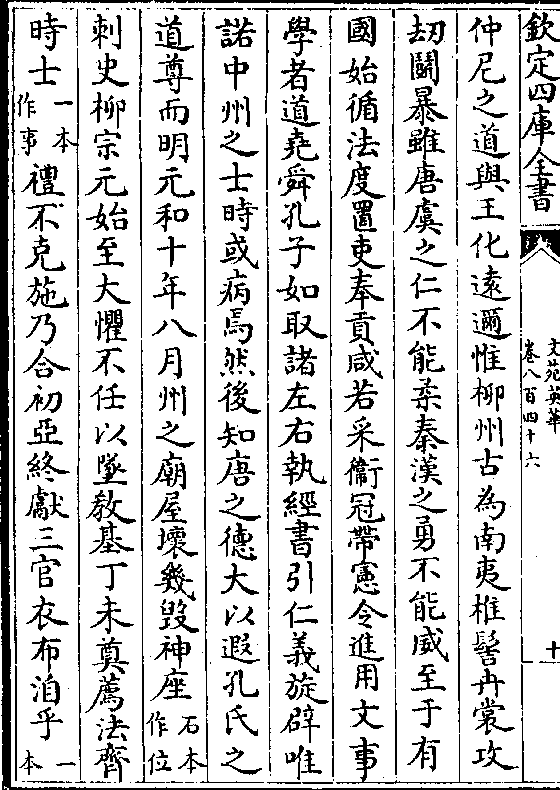 欽定四庫全書
文苑英華
卷八百四十六
十
仲尼之道與王化逺邇惟柳州古為南夷椎髻卉裳攻
刼鬭暴雖唐虞之仁不能柔秦漢之勇不能威至于有
國始循法度置吏奉貢咸若采衞冠帶憲令進用文事
學者道堯舜孔子如取諸左右執經書引仁義旋辟唯
諾中州之士時或病焉然後知唐之德大以遐孔氏之
道尊而明元和十年八月州之廟屋壞幾毁神座石本作位
刺史柳宗元始至大懼不任以墜教基丁未奠薦法齊
時士一本作事禮不克施乃合初亞終獻三官衣布洎乎一本